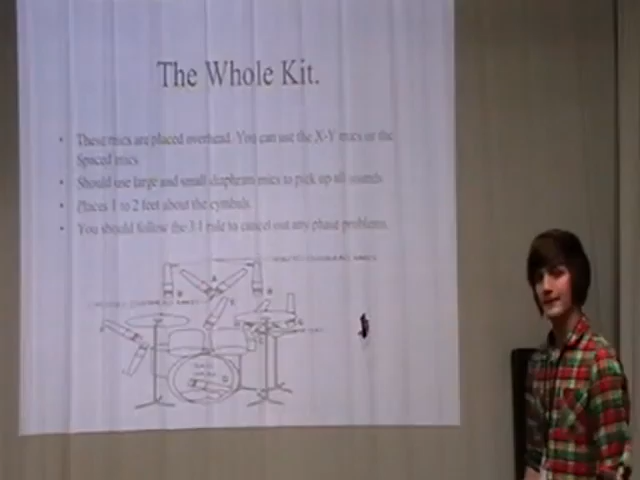 The Whole Kit.
• These mics are placed overhead. You can use the X-Y mics or the
Spaced mics
• Should use large and small diaphram mics to pick up all sounds
• Places 1 to 2 feet about the cymbals.
• You should follow the 3:1 rule to cancel out any phase problems.